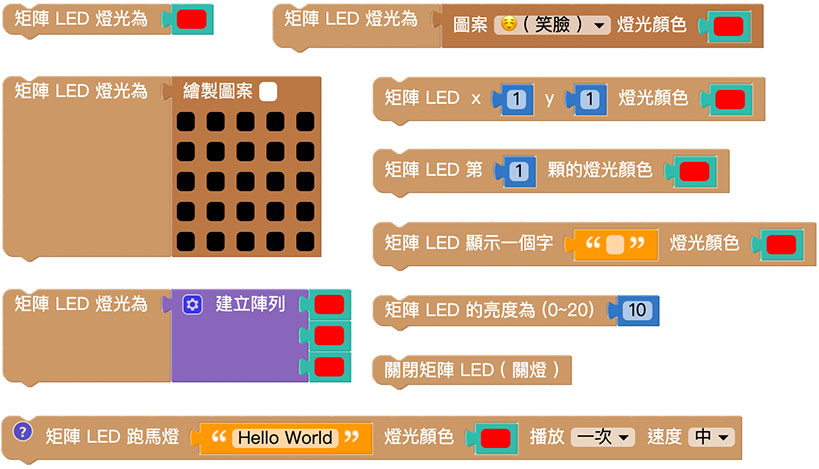 矩陣 LED 燈光為
矩陣 LED 燈光為 圖案 ☺️ ( 笑臉 ) ▾ 燈光顏色
矩陣 LED 燈光為 繪製圖案
矩陣 LED x 1 y 1 燈光顏色
矩陣 LED 第 1 顆的燈光顏色
矩陣 LED 顯示一個字 “ ” 燈光顏色
矩陣 LED 燈光為 建立陣列
矩陣 LED 的亮度為 (0~20) 10
關閉矩陣 LED ( 關燈 )
? 矩陣 LED 跑馬燈 “ Hello World ” 燈光顏色 播放 一次 ▾ 速度 中 ▾